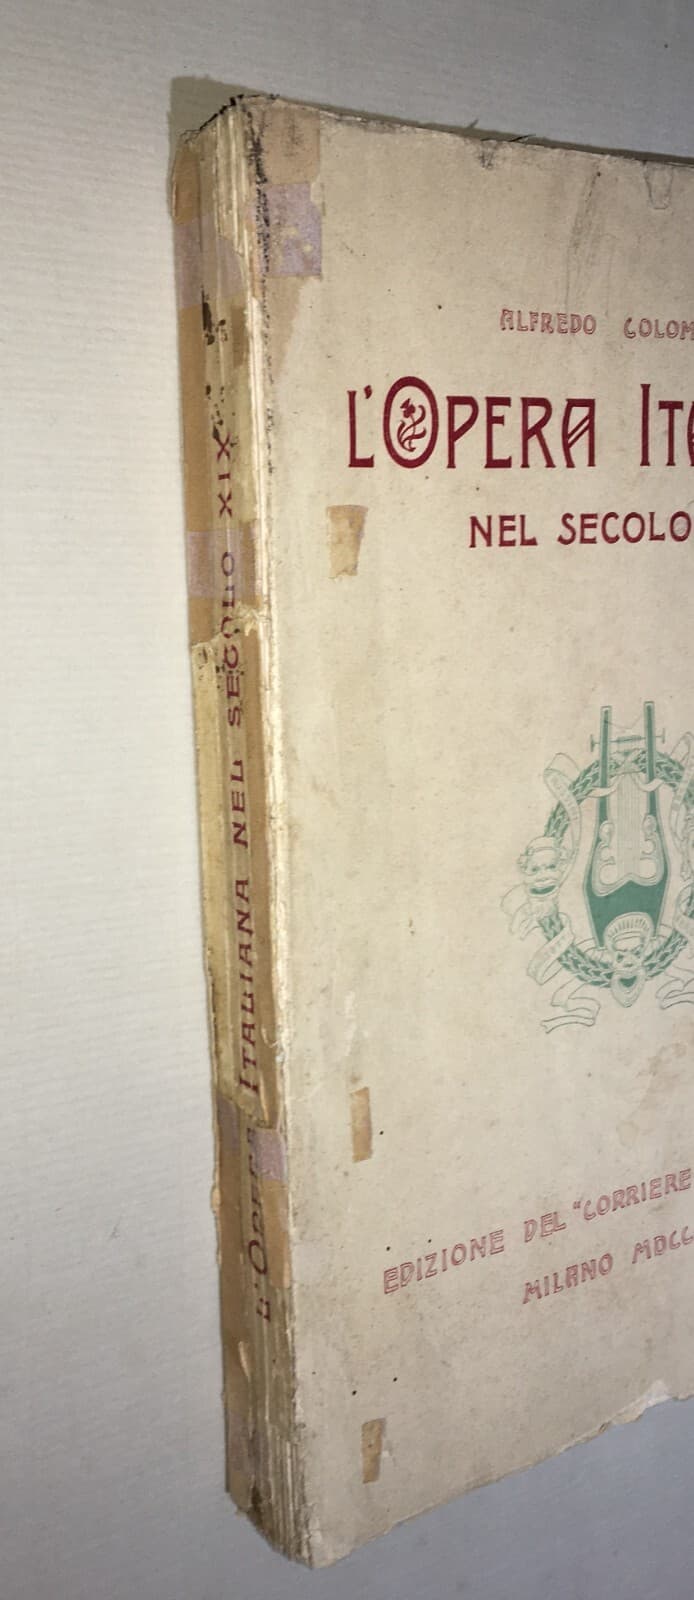 ALFREDO COLOM
L'OPERA ITA
NEL SECOLO
EDIZIONE DEL "CORRIERE
MILANO MDCC
L'OPERA ITALIANA NEL SECOLO XIX